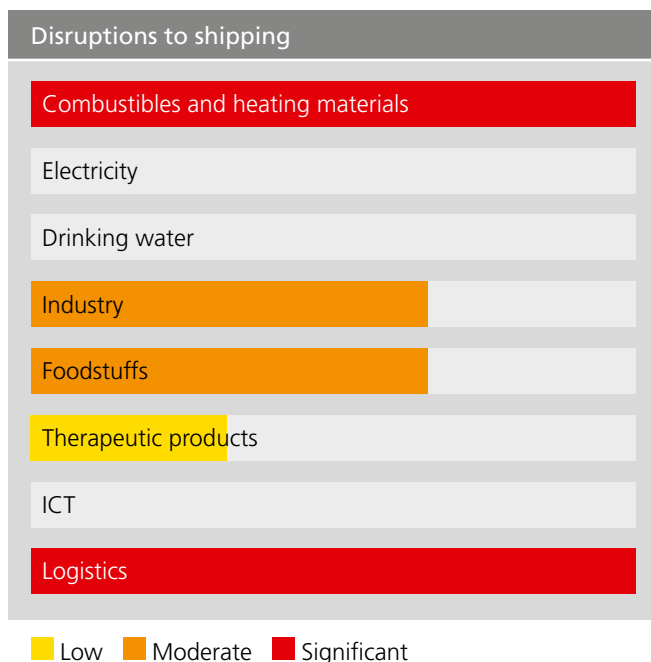 Disruptions to shipping
Combustibles and heating materials
Electricity
Drinking water
Industry
Foodstuffs
Therapeutic products
ICT
Logistics
Low Moderate Significant